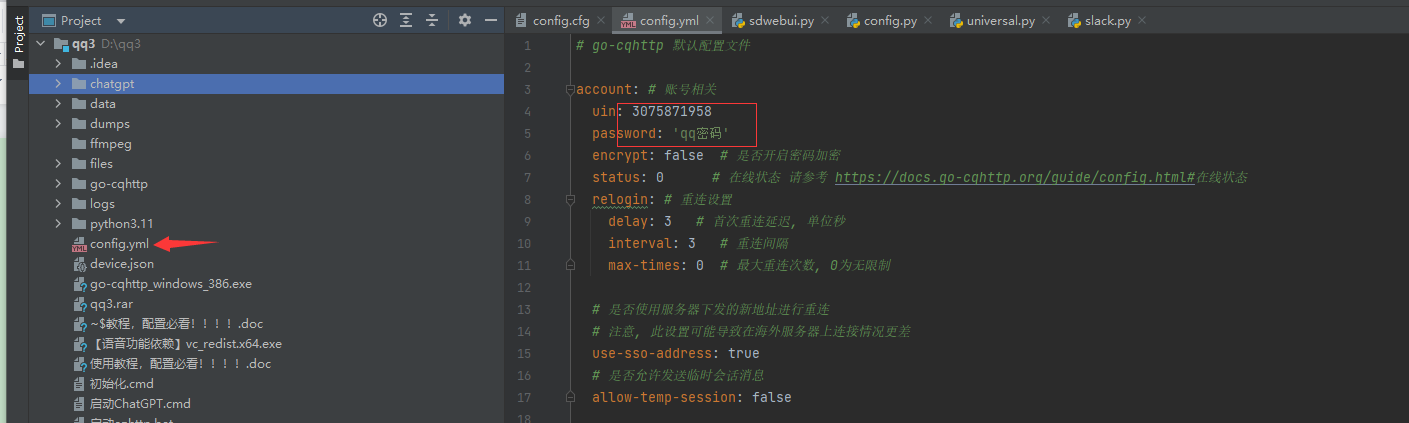 Project
Project
qq3 D:\qq3
.idea
chatgpt
data
dumps
ffmpeg
files
go-cqhttp
logs
python3.11
config.yml
device.json
go-cqhttp_windows_386.exe
qq3.rar
~$教程，配置必看！！！！.doc
【语音功能依赖】vc_redist.x64.exe
使用教程，配置必看！！！！.doc
初始化.cmd
启动ChatGPT.cmd
启动cqhttp.bat
config.cfg
config.yml
sdwebui.py
config.py
universal.py
slack.py
1 # go-cqhttp 默认配置文件
2
3 account: # 账号相关
4 uin: 3075871958
5 password: 'qq密码'
6 encrypt: false # 是否开启密码加密
7 status: 0 # 在线状态 请参考 https://docs.go-cqhttp.org/guide/config.html#在线状态
8 relogin: # 重连设置
9 delay: 3 # 首次重连延迟, 单位秒
10 interval: 3 # 重连间隔
11 max-times: 0 # 最大重连次数, 0为无限制
12
13 # 是否使用服务器下发的新地址进行重连
14 # 注意, 此设置可能导致在海外服务器上连接情况更差
15 use-sso-address: true
16 # 是否允许发送临时会话消息
17 allow-temp-session: false
18